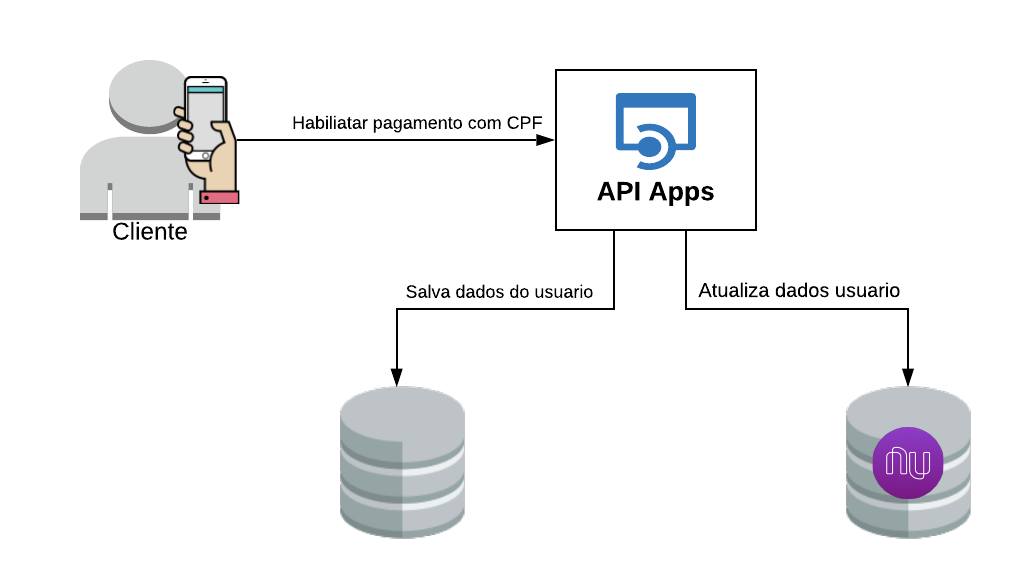 Habiliatar pagamento com CPF
API Apps
Cliente
Salva dados do usuario
Atualiza dados usuario
nu